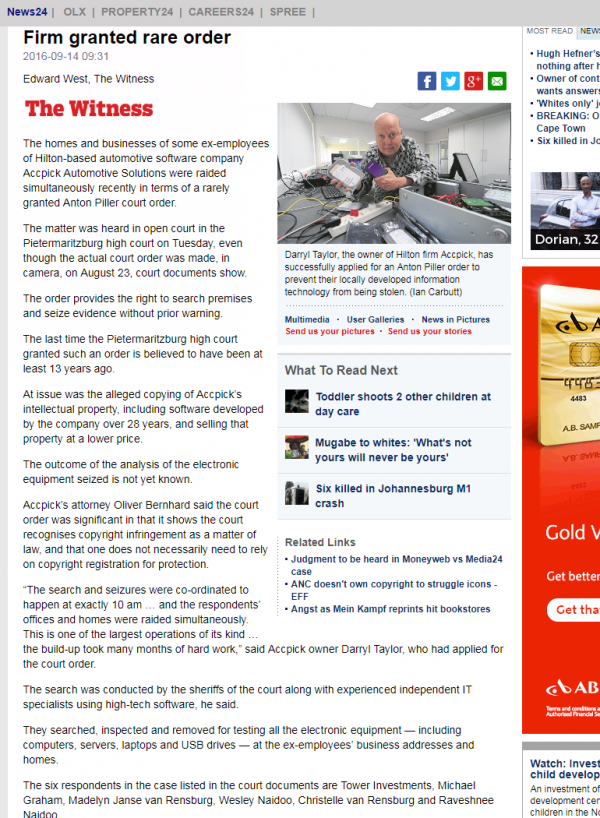 News24 | OLX | PROPERTY24 | CAREERS24 | SPREE |
Firm granted rare order
2016-09-14 09:31
Edward West, The Witness
The Witness
The homes and businesses of some ex-employees
of Hilton-based automotive software company
Accpick Automotive Solutions were raided
simultaneously recently in terms of a rarely
granted Anton Piller court order.
The matter was heard in open court in the
Pietermaritzburg high court on Tuesday, even
though the actual court order was made, in
camera, on August 23, court documents show.
The order provides the right to search premises
and seize evidence without prior warning.
The last time the Pietermaritzburg high court
granted such an order is believed to have been at
least 13 years ago.
At issue was the alleged copying of Accpick's
intellectual property, including software developed
by the company over 28 years, and selling that
property at a lower price.
The outcome of the analysis of the electronic
equipment seized is not yet known.
Accpick's attorney Oliver Bernhard said the court
order was significant in that it shows the court
recognises copyright infringement as a matter of
law, and that one does not necessarily need to rely
on copyright registration for protection.
“The search and seizures were co-ordinated to
happen at exactly 10 am … and the respondents’
offices and homes were raided simultaneously.
This is one of the largest operations of its kind …
the build-up took many months of hard work,” said Accpick owner Darryl Taylor, who had applied for
the court order.
The search was conducted by the sheriffs of the court along with experienced independent IT
specialists using high-tech software, he said.
They searched, inspected and removed for testing all the electronic equipment — including
computers, servers, laptops and USB drives — at the ex-employees’ business addresses and
homes.
The six respondents in the case listed in the court documents are Tower Investments, Michael
Graham, Madelyn Janse van Rensburg, Wesley Naidoo, Christelle van Rensburg and Raveshnee
Naidoo
Darryl Taylor, the owner of Hilton firm Accpick, has
successfully applied for an Anton Piller order to
prevent their locally developed information
technology from being stolen. (Ian Carbutt)
Multimedia · User Galleries · News in Pictures
Send us your pictures · Send us your stories
What To Read Next
Toddler shoots 2 other children at
day care
Mugabe to whites: 'What's not
yours will never be yours'
Six killed in Johannesburg M1
crash
Related Links
Judgment to be heard in Moneyweb vs Media24
case
ANC doesn't own copyright to struggle icons -
EFF
Angst as Mein Kampf reprints hit bookstores
MOST READ NEWS
Hugh Hefner's
nothing after h
Owner of cont
wants answers
'Whites only' j
BREAKING: O
Cape Town
Six killed in J
Dorian, 32
4483
A.B. SAMP
Gold V
Get better
Get tha
AB
Terms and conditions a
Authorised Financial Se
Watch: Invest
child develop
An investment of
development cen
children in the No